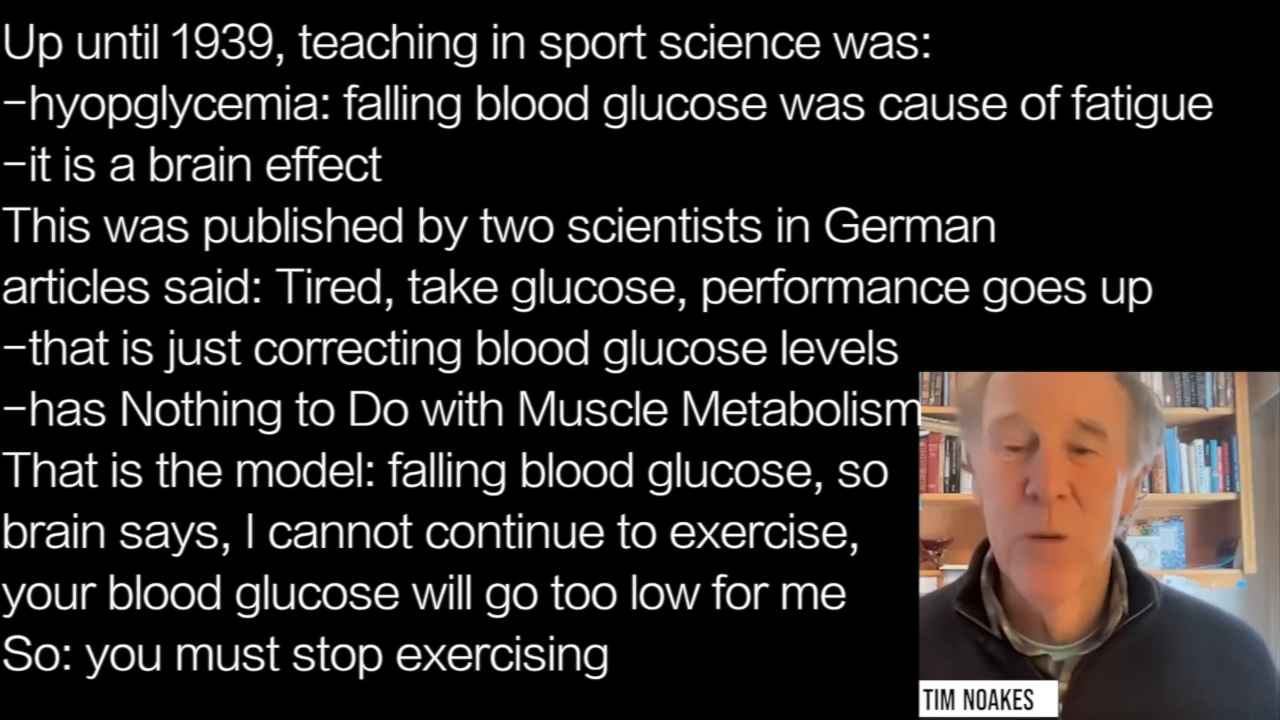 Up until 1939, teaching in sport science was:
–hyopglycemia: falling blood glucose was cause of fatigue
–it is a brain effect
This was published by two scientists in German
articles said: Tired, take glucose, performance goes up
–that is just correcting blood glucose levels
–has Nothing to Do with Muscle Metabolism
That is the model: falling blood glucose, so
brain says, I cannot continue to exercise,
your blood glucose will go too low for me
So: you must stop exercising
TIM NOAKES